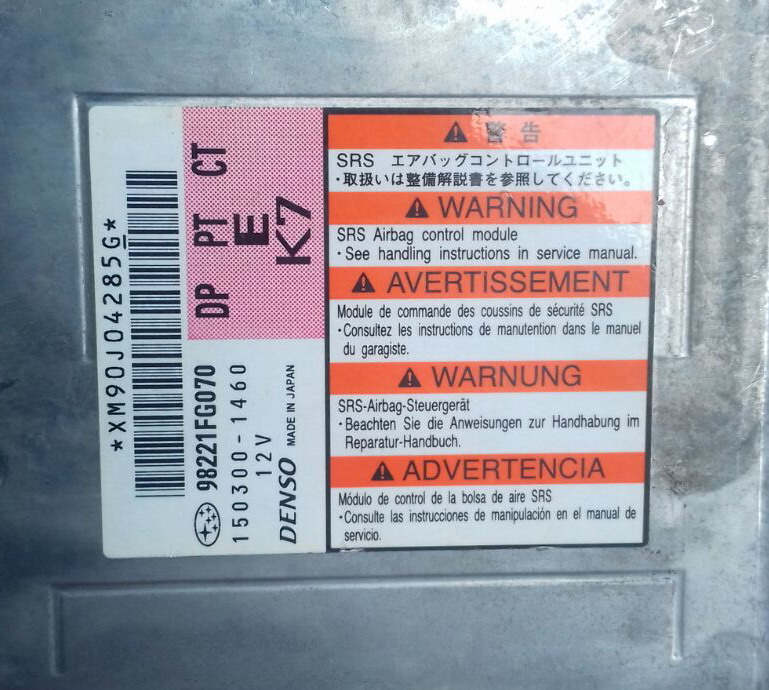 *XM90J04285G*
DP PT CT
E
K7
98221FG070
150300-1460
12V
DENSO MADE IN JAPAN
警告
SRS エアバッグコントロールユニット
・取扱いは整備解説書を参照してください。
WARNING
SRS Airbag control module
・See handling instructions in service manual.
AVERTISSEMENT
Module de commande des coussins de sécurité SRS
・Consultez les instructions de manutention dans le manuel
du garagiste.
WARNUNG
SRS-Airbag-Steuergerät
・Beachten Sie die Anweisungen zur Handhabung im
Reparatur-Handbuch.
ADVERTENCIA
Módulo de control de la bolsa de aire SRS
・Consulte las instrucciones de manipulación en el manual de
servicio.